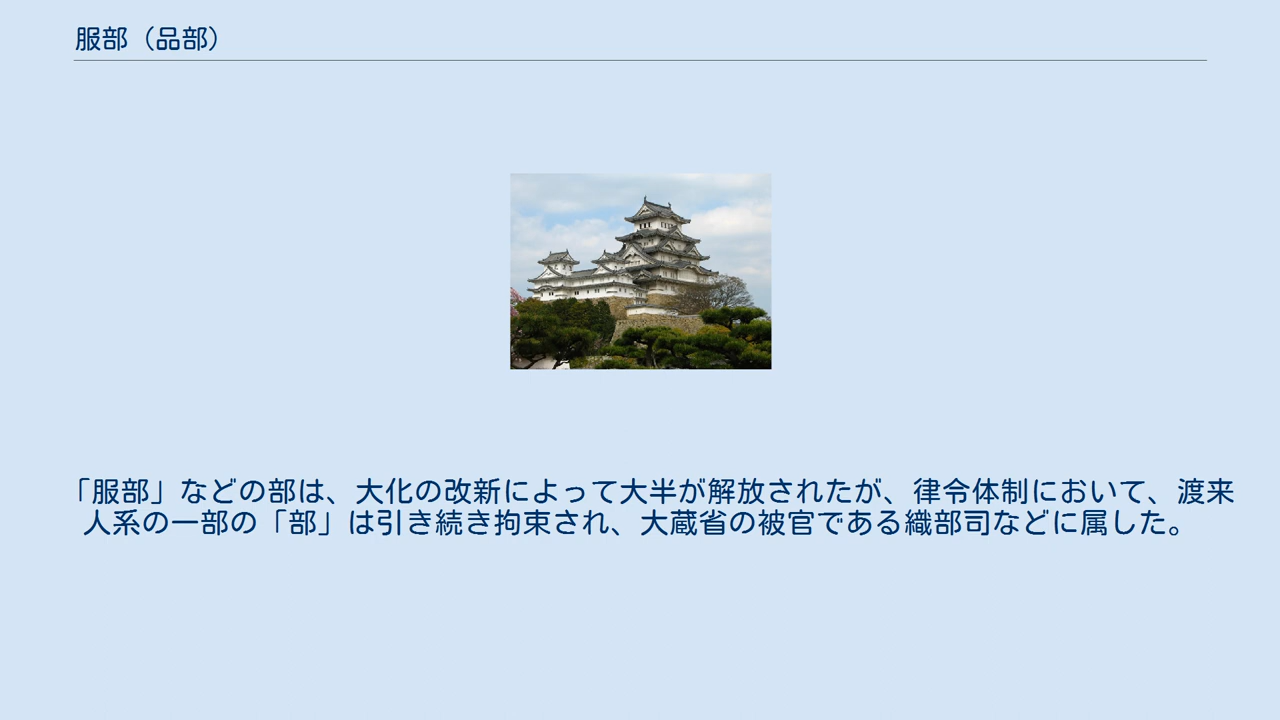 服部（品部）
「服部」などの部は、大化の改新によって大半が解放されたが、律令体制において、渡来
人系の一部の「部」は引き続き拘束され、大蔵省の被官である織部司などに属した。